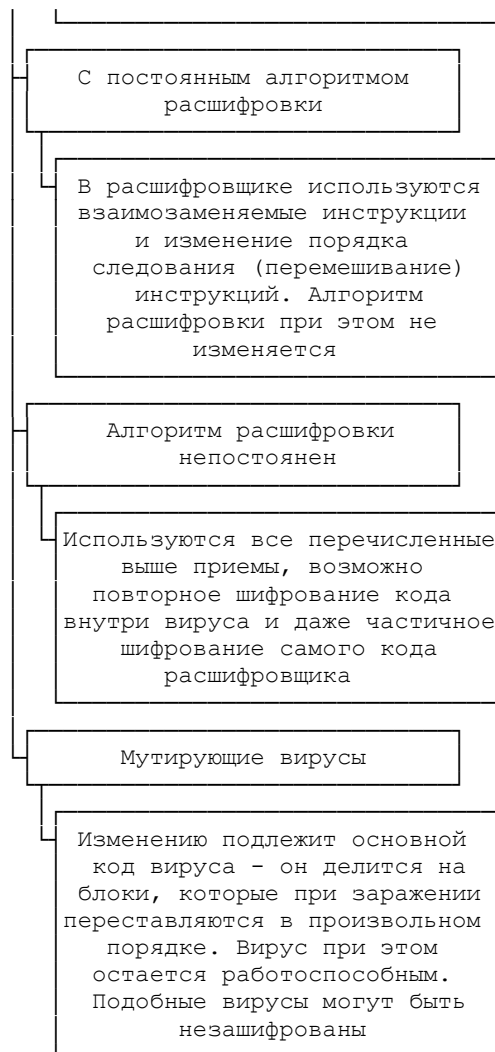 С постоянным алгоритмом
расшифровки
В расшифровщике используются
взаимозаменяемые инструкции
и изменение порядка
следования (перемешивание)
инструкций. Алгоритм
расшифровки при этом не
изменяется
Алгоритм расшифровки
непостоянен
Используются все перечисленные
выше приемы, возможно
повторное шифрование кода
внутри вируса и даже частичное
шифрование самого кода
расшифровщика
Мутирующие вирусы
Изменению подлежит основной
код вируса - он делится на
блоки, которые при заражении
переставляются в произвольном
порядке. Вирус при этом
остается работоспособным.
Подобные вирусы могут быть
незашифрованы